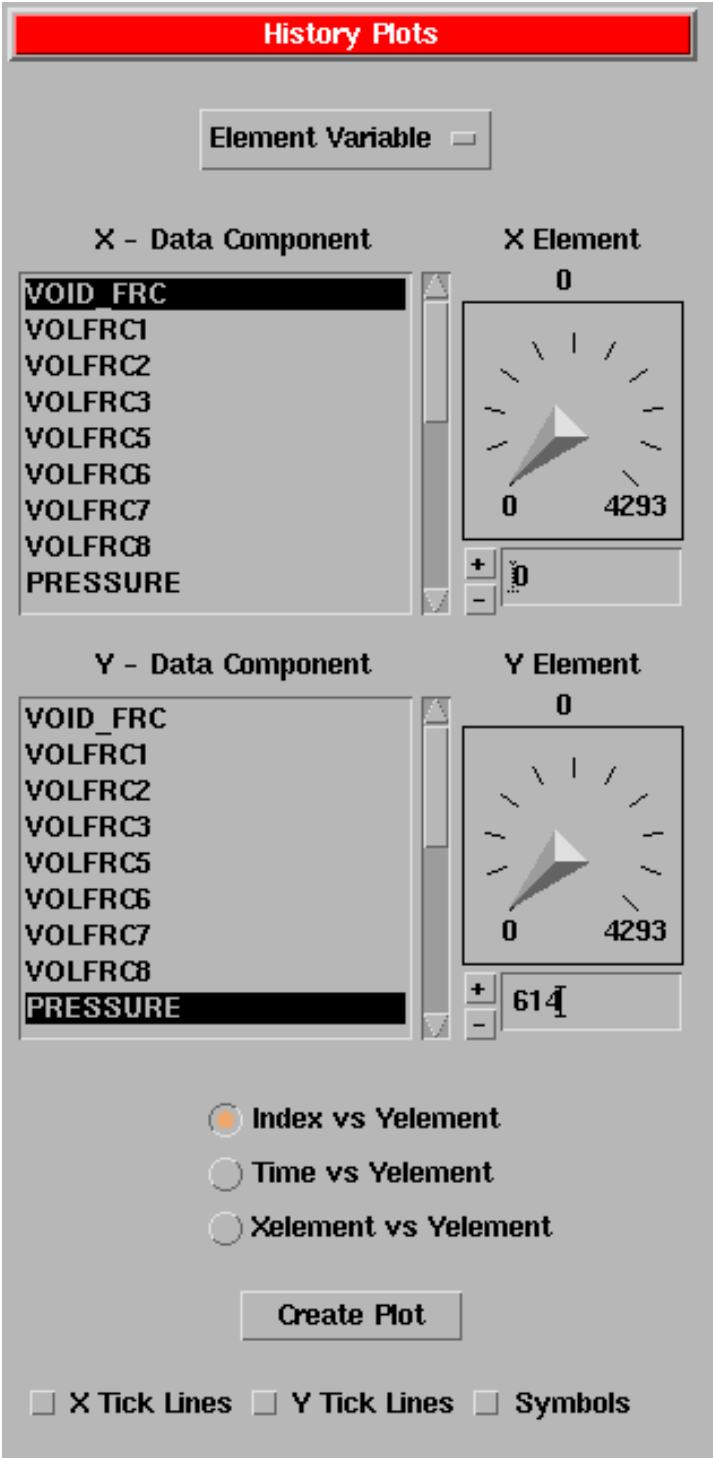 History Plots
Element Variable
X - Data Component
X Element
0
VOID_FRC
VOLFRC1
VOLFRC2
VOLFRC3
VOLFRC5
VOLFRC6
VOLFRC7
VOLFRC8
PRESSURE
0 4293
+
-
0
Y - Data Component
Y Element
0
VOID_FRC
VOLFRC1
VOLFRC2
VOLFRC3
VOLFRC5
VOLFRC6
VOLFRC7
VOLFRC8
PRESSURE
0 4293
+
-
614
Index vs Yelement
Time vs Yelement
Xelement vs Yelement
Create Plot
X Tick Lines Y Tick Lines Symbols